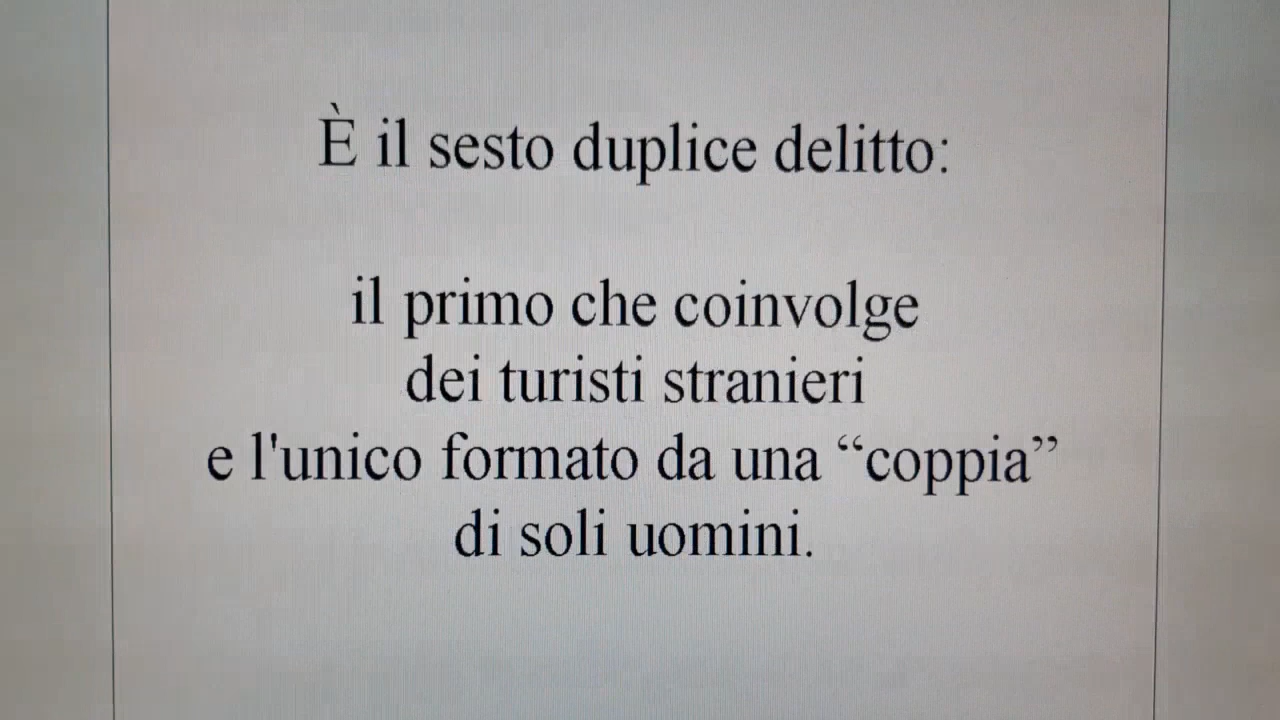 È il sesto duplice delitto:
il primo che coinvolge
dei turisti stranieri
e l'unico formato da una “coppia”
di soli uomini.